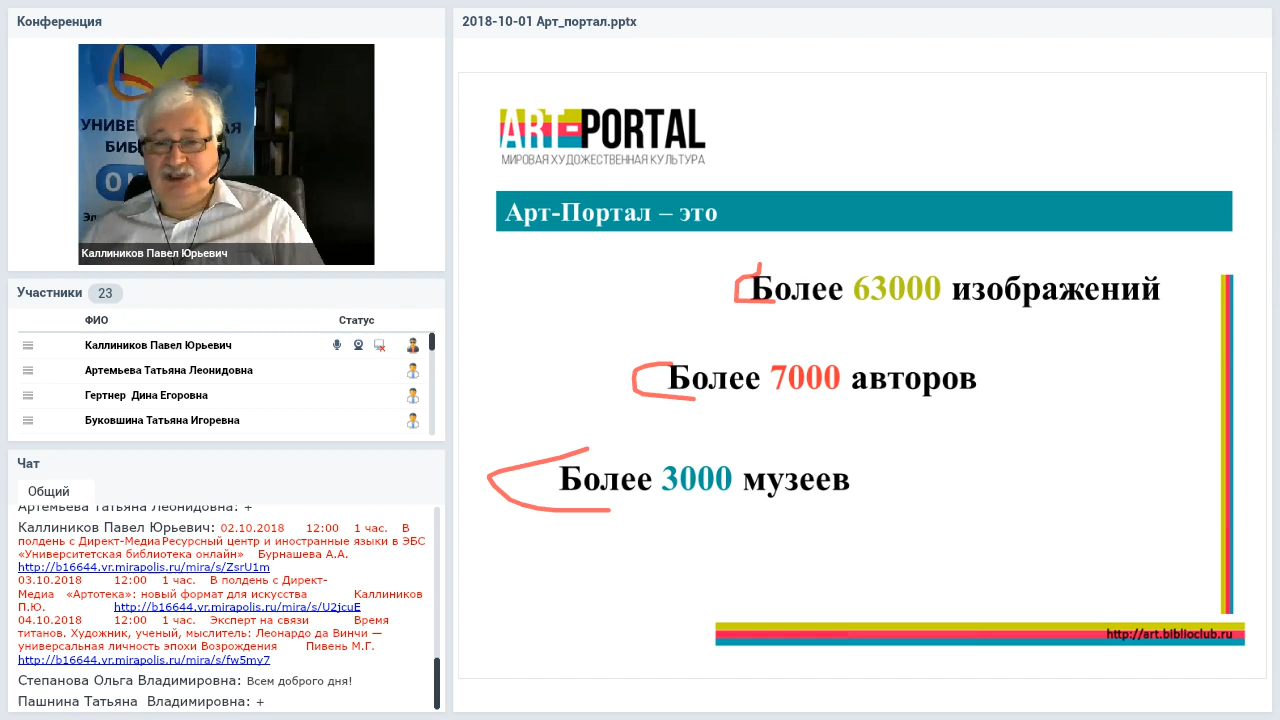 Конференция
УНИВЕ
АЯ
БИБ
Эл
Каллиников Павел Юрьевич
Участники 23
ФИО Статус
Каллиников Павел Юрьевич
Артемьева Татьяна Леонидовна
Гертнер Дина Егоровна
Буковшина Татьяна Игоревна
Чат
Общий
Артемьева Татьяна Леонидовна: +
Каллиников Павел Юрьевич: 02.10.2018 12:00 1 час. В
полдень с Директ-Медиа Ресурсный центр и иностранные языки в ЭБС
«Университетская библиотека онлайн» Бурнашева А.А.
http://b16644.vr.mirapolis.ru/mira/s/ZsrU1m
03.10.2018 12:00 1 час. В полдень с Директ-
Медиа «Артотека»: новый формат для искусства Каллиников
П.Ю. http://b16644.vr.mirapolis.ru/mira/s/U2jcuE
04.10.2018 12:00 1 час. Эксперт на связи Время
титанов. Художник, ученый, мыслитель: Леонардо да Винчи —
универсальная личность эпохи Возрождения Пивень М.Г.
http://b16644.vr.mirapolis.ru/mira/s/fw5my7
Степанова Ольга Владимировна: Всем доброго дня!
Пашнина Татьяна Владимировна: +
2018-10-01 Арт_портал.pptx
ART-PORTAL
МИРОВАЯ ХУДОЖЕСТВЕННАЯ КУЛЬТУРА
Арт-Портал – это
Более 63000 изображений
Более 7000 авторов
Более 3000 музеев
http://art.biblioclub.ru